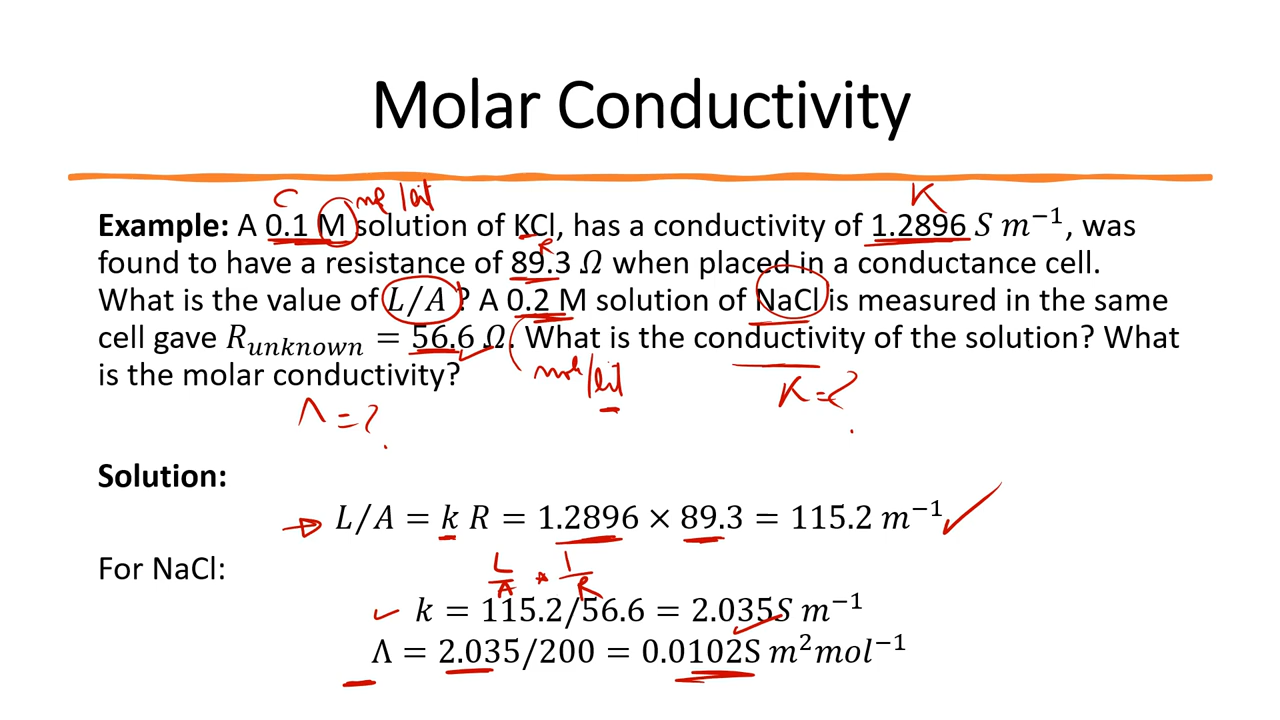 Molar Conductivity
C mol/lit K
Example: A 0.1 M solution of KCl, has a conductivity of 1.2896 S m⁻¹, was
R
found to have a resistance of 89.3 Ω when placed in a conductance cell.
What is the value of L/A? A 0.2 M solution of NaCl is measured in the same
cell gave R_unknown = 56.6 Ω. What is the conductivity of the solution? What
is the molar conductivity?
mol/lit
K=?
Λ=?
Solution:
L/A = k R = 1.2896 × 89.3 = 115.2 m⁻¹
For NaCl:
L/A · 1/R
k = 115.2/56.6 = 2.035S m⁻¹
Λ = 2.035/200 = 0.0102S m²mol⁻¹